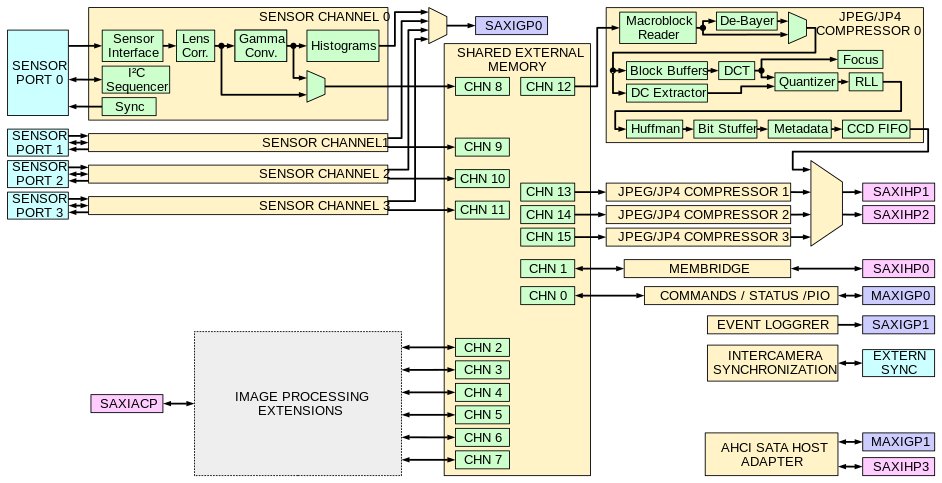 SENSOR CHANNEL 0
SENSOR
PORT 0
Sensor
Interface
Lens
Corr.
Gamma
Conv.
Histograms
I²C
Sequencer
Sync
SAXIGP0
SENSOR
PORT 1
SENSOR CHANNEL1
SENSOR
PORT 2
SENSOR CHANNEL 2
SENSOR
PORT 3
SENSOR CHANNEL 3
SHARED EXTERNAL
MEMORY
CHN 8
CHN 12
CHN 9
CHN 10
CHN 11
CHN 13
CHN 14
CHN 15
CHN 1
CHN 0
CHN 2
CHN 3
CHN 4
CHN 5
CHN 6
CHN 7
JPEG/JP4
COMPRESSOR 0
Macroblock
Reader
De-Bayer
Focus
Block Buffers
DCT
DC Extractor
Quantizer
RLL
Huffman
Bit Stuffer
Metadata
CCD FIFO
JPEG/JP4 COMPRESSOR 1
JPEG/JP4 COMPRESSOR 2
JPEG/JP4 COMPRESSOR 3
SAXIHP1
SAXIHP2
MEMBRIDGE
SAXIHP0
COMMANDS / STATUS /PIO
MAXIGP0
EVENT LOGGRER
SAXIGP1
INTERCAMERA
SYNCHRONIZATION
EXTERN
SYNC
SAXIACP
IMAGE PROCESSING
EXTENSIONS
AHCI SATA HOST
ADAPTER
MAXIGP1
SAXIHP3